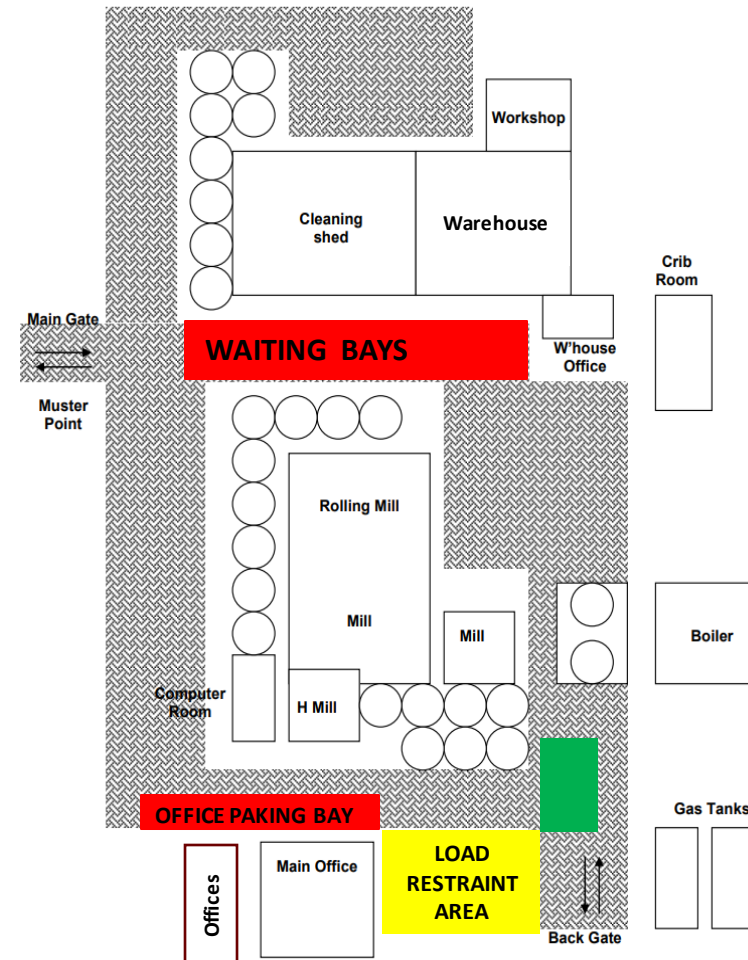 Workshop
Cleaning
shed
Warehouse
Crib
Room
Main Gate
WAITING BAYS
W'house
Office
Muster
Point
Rolling Mill
Mill
Mill
Boiler
Computer
Room
H Mill
Gas Tanks
OFFICE PAKING BAY
Offices
Main Office
LOAD
RESTRAINT
AREA
Back Gate